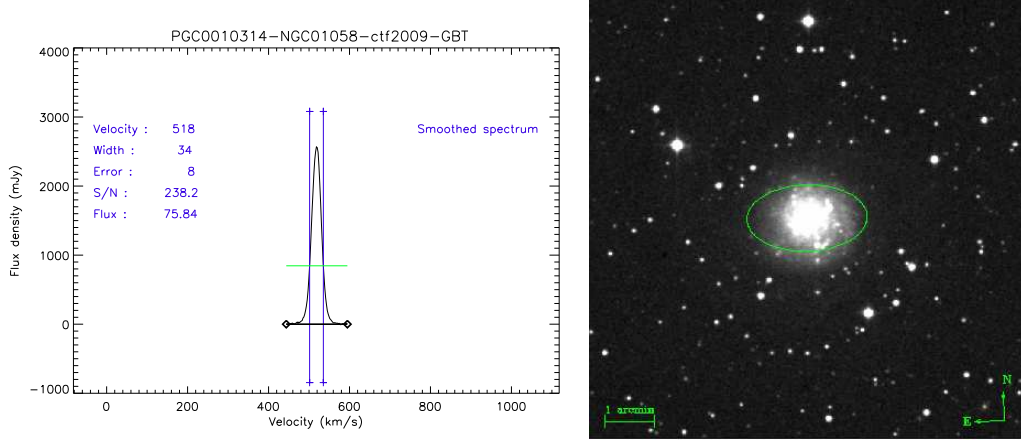 PGC0010314-NGC01058-ctf2009-GBT
4000
3000
2000
1000
0
-1000
Flux density (mJy)
Velocity : 518
Width : 34
Error : 8
S/N : 238.2
Flux : 75.84
Smoothed spectrum
0 200 400 600 800 1000
Velocity (km/s)
1 arcmin
N
E